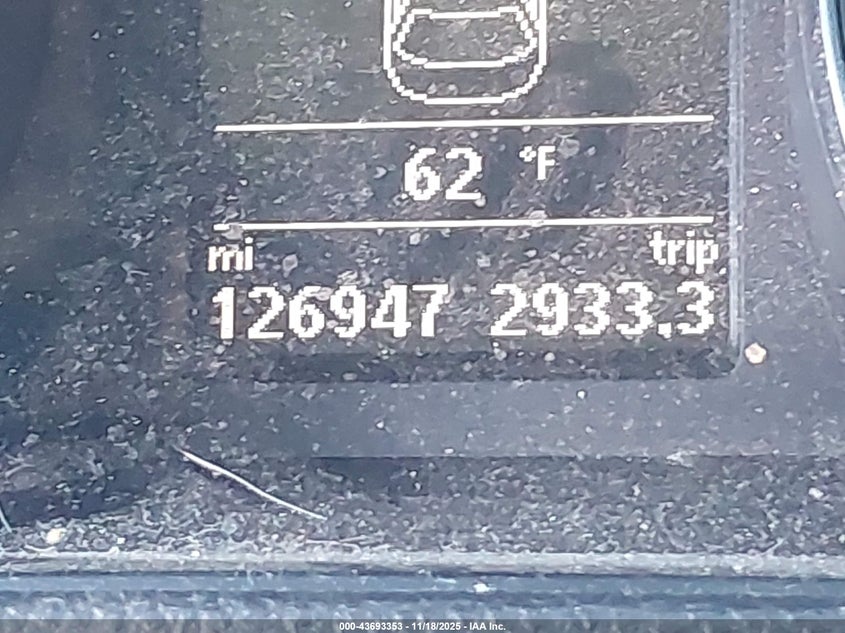 62 °F
mi trip
126947 2933.3
000-43693353 - 11/18/2025 - IAA Inc.